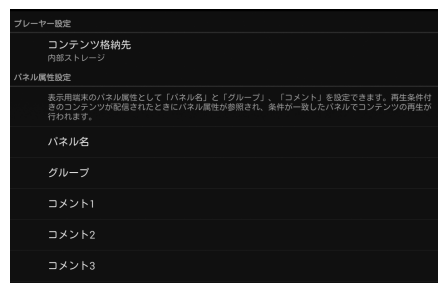 プレーヤー設定
コンテンツ格納先
内部ストレージ
パネル属性設定
表示用端末のパネル属性として「パネル名」と「グループ」、「コメント」を設定できます。再生条件付
きのコンテンツが配信されたときにパネル属性が参照され、条件が一致したパネルでコンテンツの再生が
行われます。
パネル名
グループ
コメント1
コメント2
コメント3